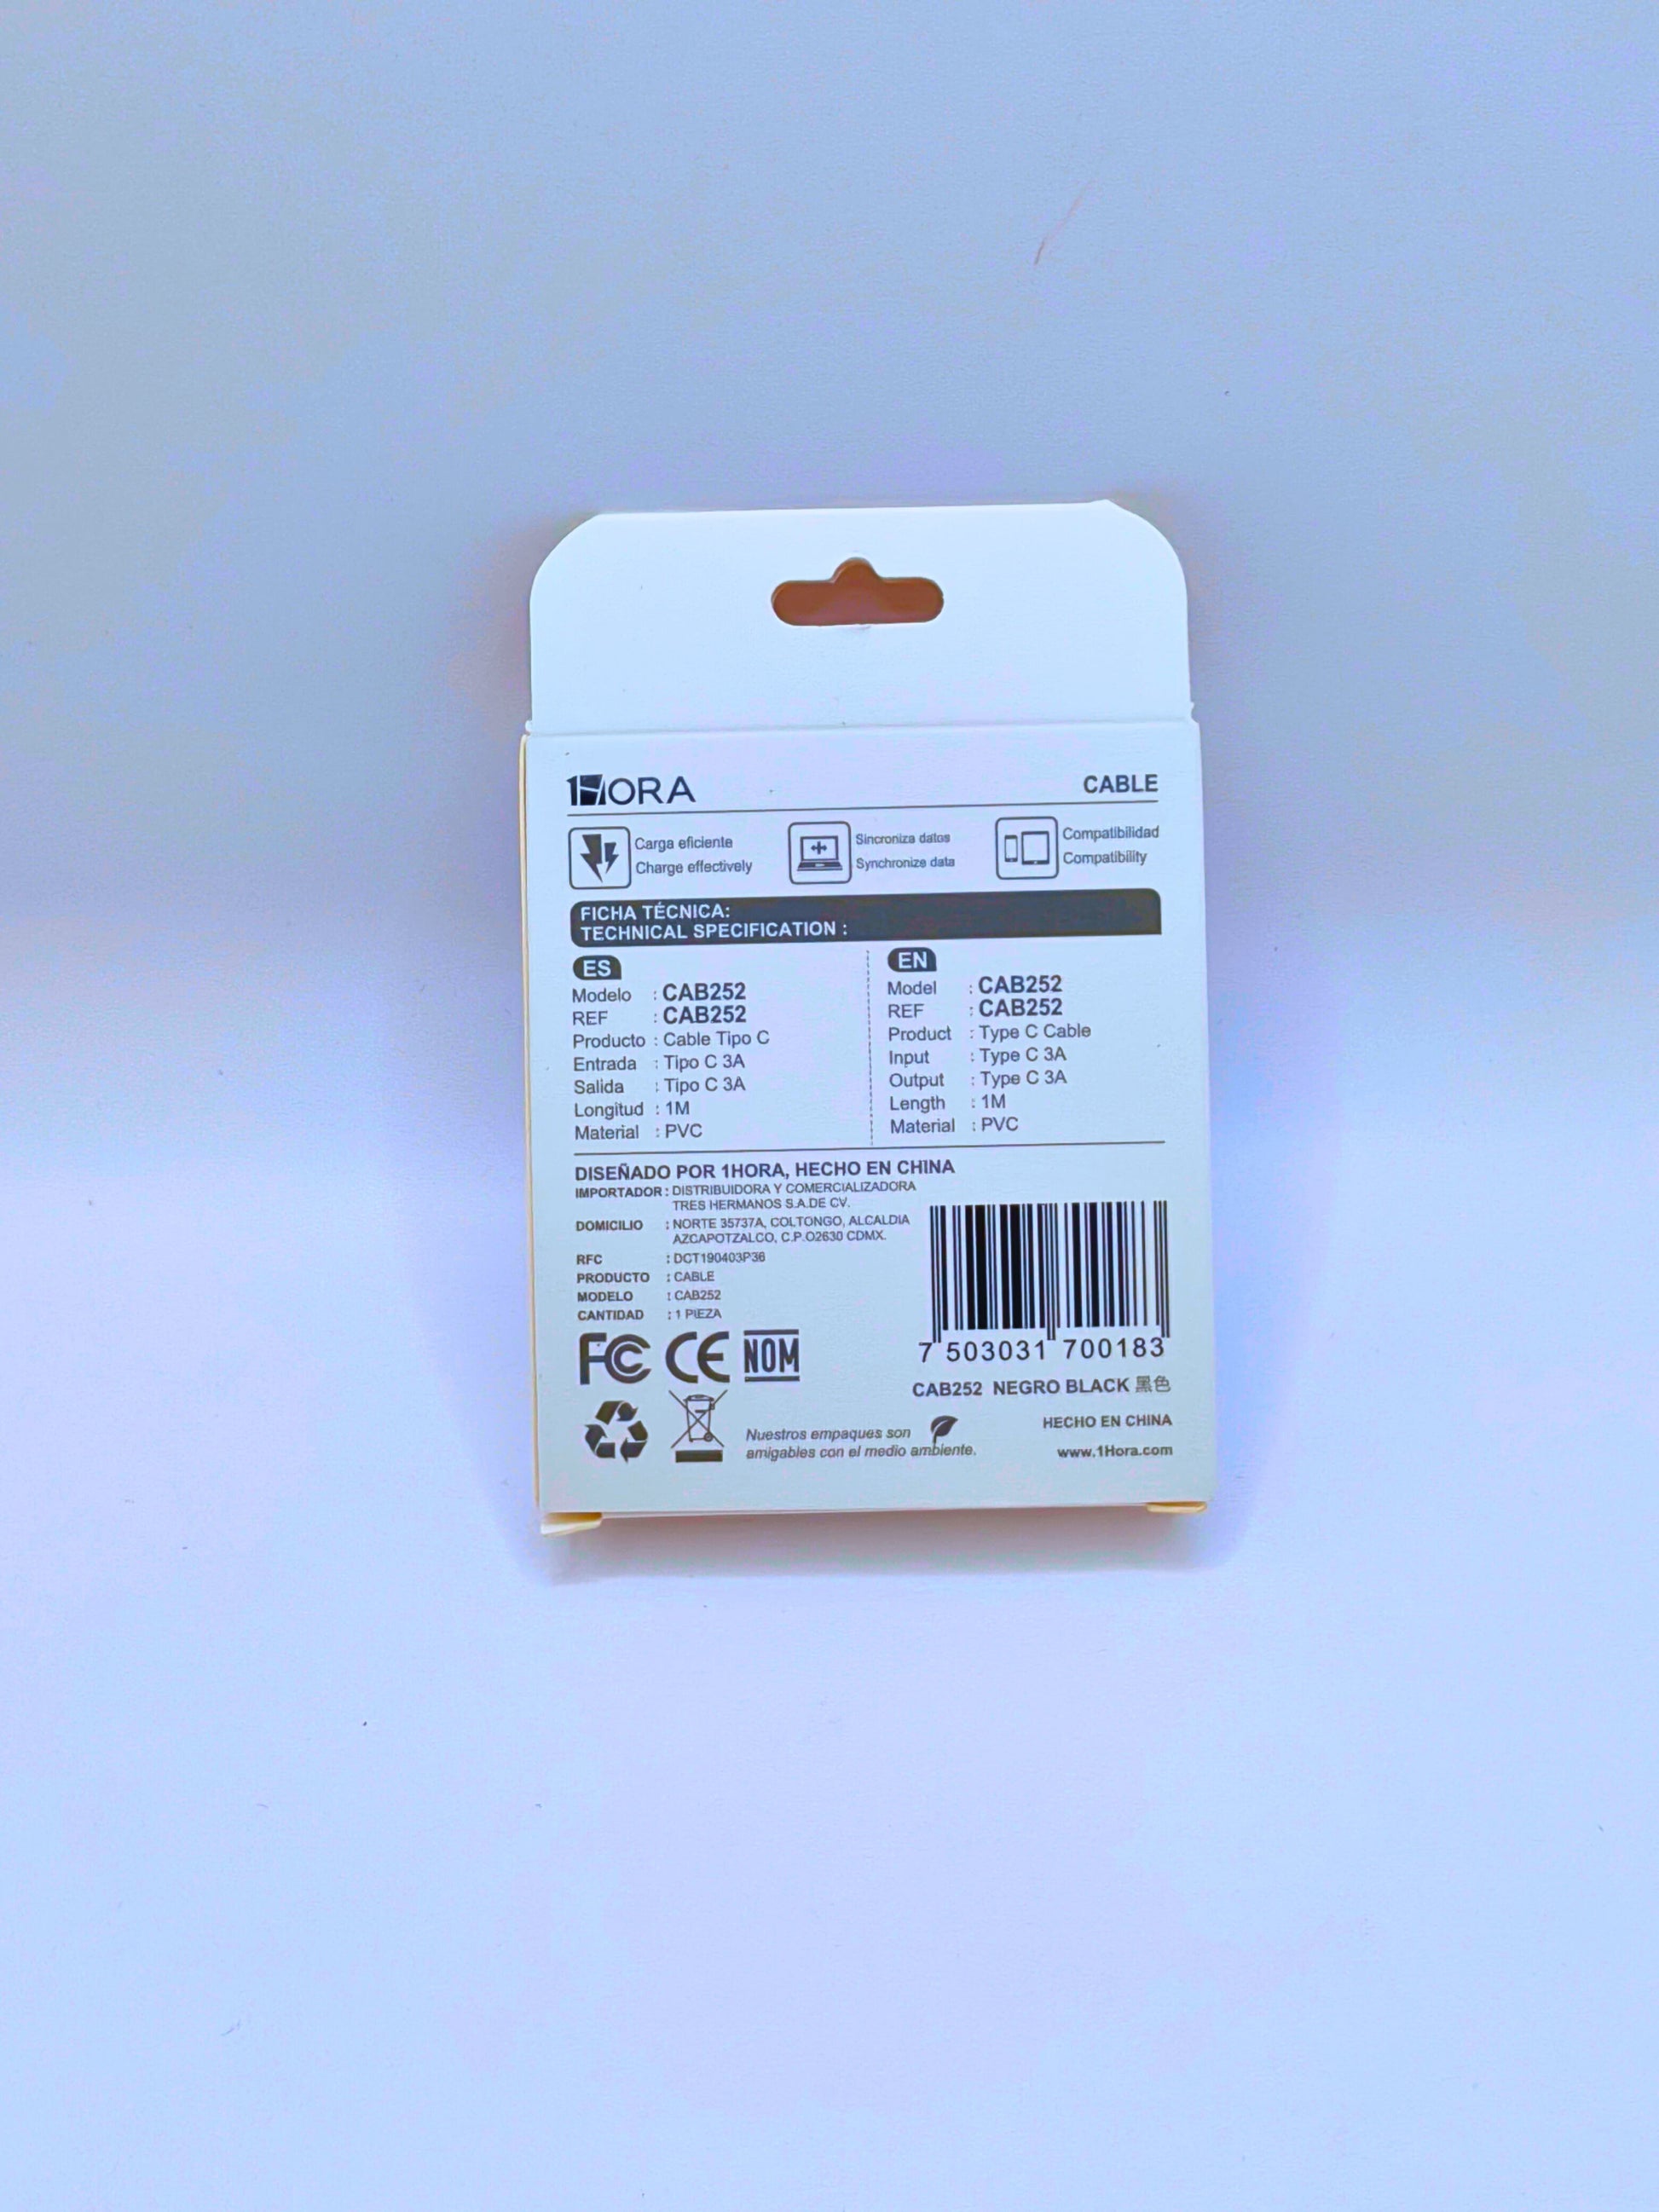 1HORA
CABLE
Carga eficiente
Charge effectively
Sincroniza datos
Synchronize data
Compatibilidad
Compatibility
FICHA TÉCNICA:
TECHNICAL SPECIFICATION :
ES
Modelo : CAB252
REF : CAB252
Producto : Cable Tipo C
Entrada : Tipo C 3A
Salida : Tipo C 3A
Longitud : 1M
Material : PVC
EN
Model : CAB252
REF : CAB252
Product : Type C Cable
Input : Type C 3A
Output : Type C 3A
Length : 1M
Material : PVC
DISEÑADO POR 1HORA, HECHO EN CHINA
IMPORTADOR : DISTRIBUIDORA Y COMERCIALIZADORA
TRES HERMANOS S.A.DE CV.
DOMICILIO : NORTE 35737A, COLTONGO, ALCALDIA
AZCAPOTZALCO, C.P.O2630 CDMX.
RFC : DCT190403P36
PRODUCTO : CABLE
MODELO : CAB252
CANTIDAD : 1 PIEZA
FC CE NOM
7 503031 700183
CAB252 NEGRO BLACK 黑色
Nuestros empaques son
amigables con el medio ambiente.
HECHO EN CHINA
www.1Hora.com